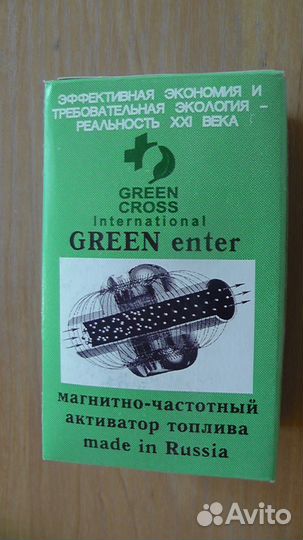 ЭФФЕКТИВНАЯ ЭКОНОМИЯ И
ТРЕБОВАТЕЛЬНАЯ ЭКОЛОГИЯ –
РЕАЛЬНОСТЬ XXI ВЕКА
GREEN
CROSS
International
GREEN enter
магнитно-частотный
активатор топлива
made in Russia
Avito